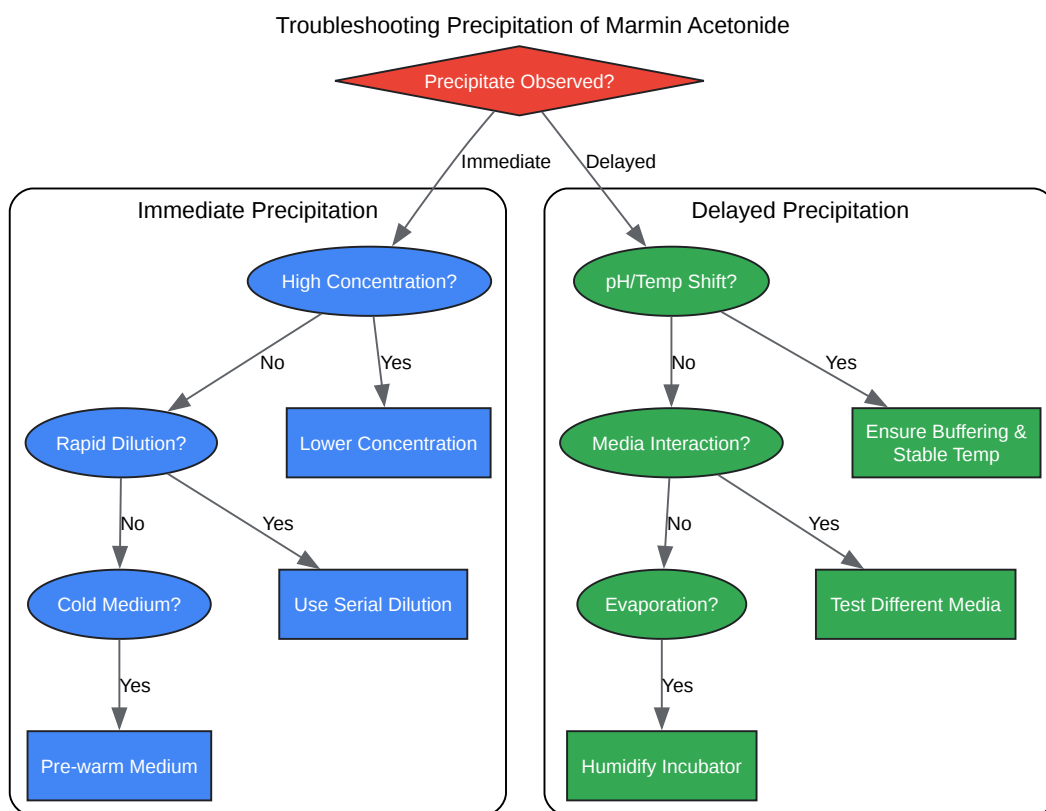 Troubleshooting Precipitation of Marmin Acetonide
Precipitate Observed?
Immediate
Delayed
Immediate Precipitation
High Concentration?
No
Yes
Rapid Dilution?
Lower Concentration
No
Yes
Cold Medium?
Use Serial Dilution
Yes
Pre-warm Medium
Delayed Precipitation
pH/Temp Shift?
No
Yes
Media Interaction?
Ensure Buffering &
Stable Temp
No
Yes
Evaporation?
Test Different Media
Yes
Humidify Incubator